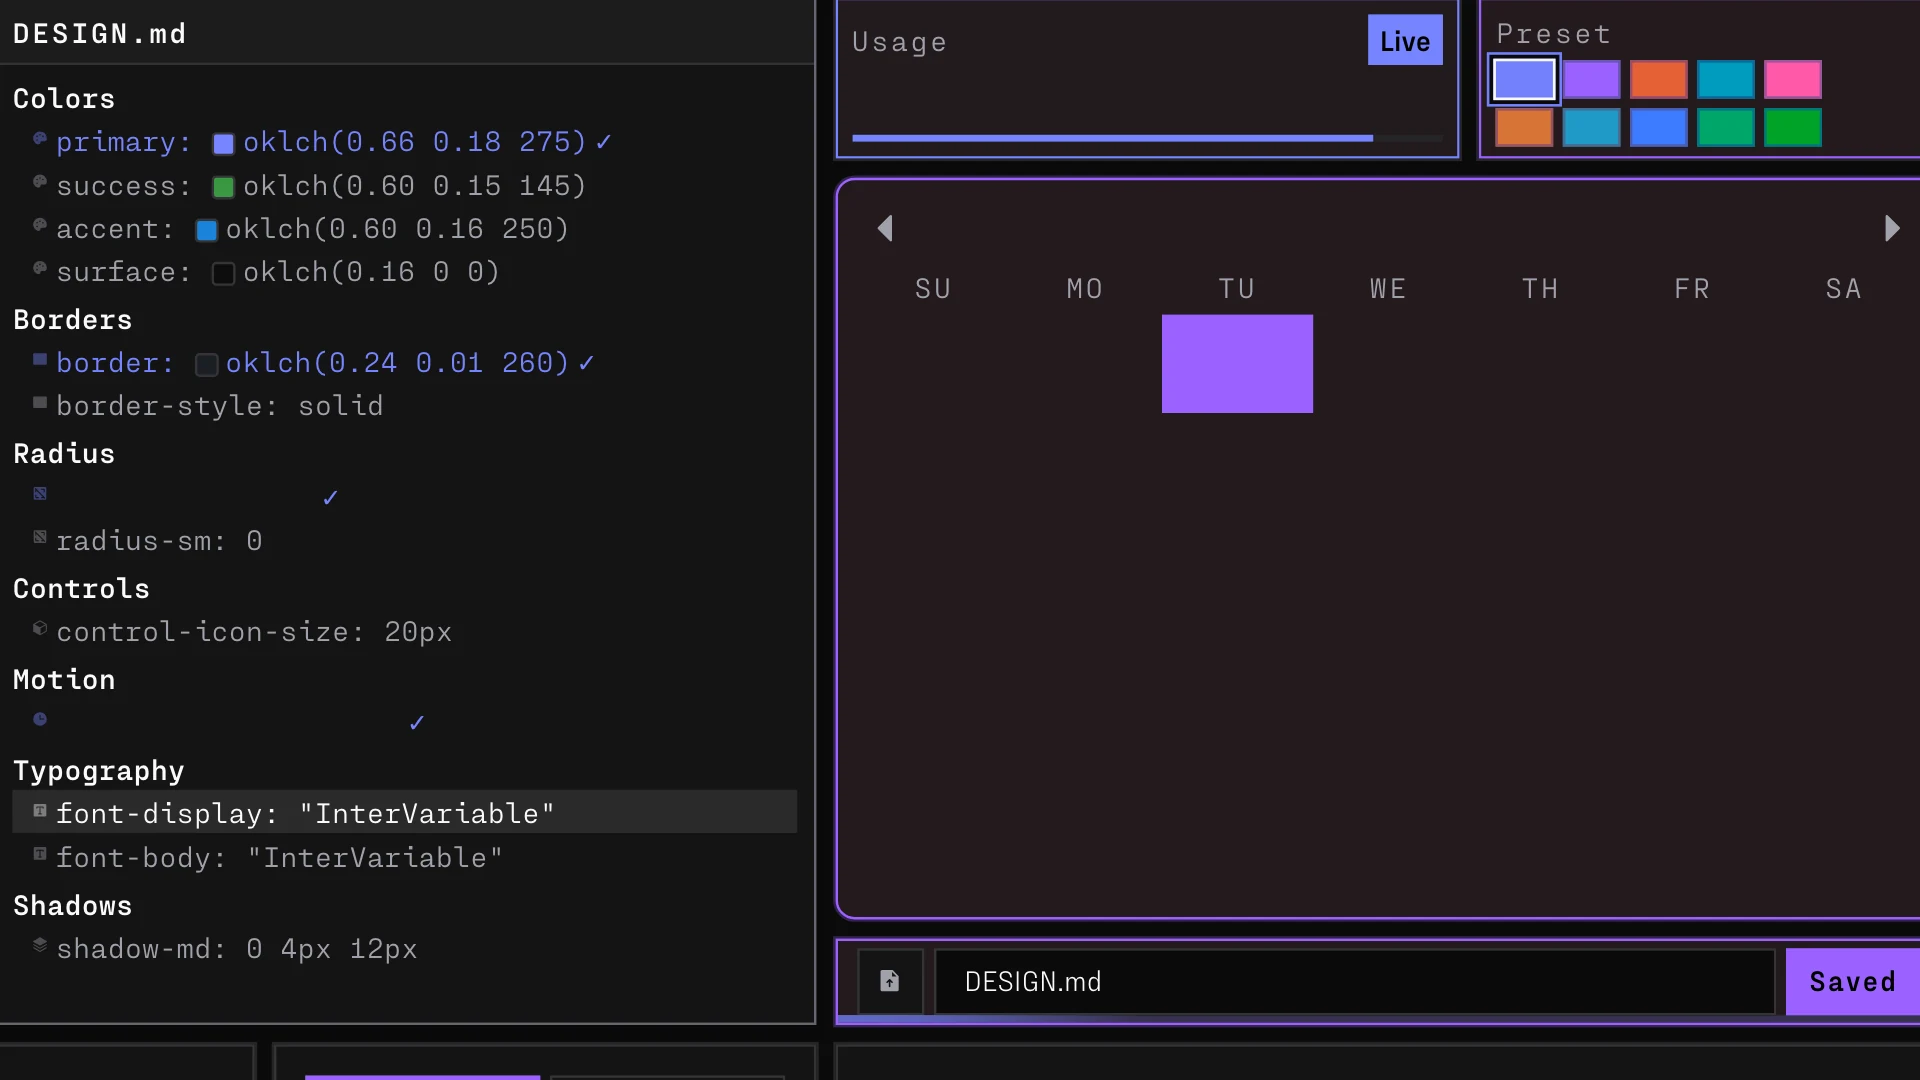 DESIGN.md
Colors
primary: oklch(0.66 0.18 275) ✓
success: oklch(0.60 0.15 145)
accent: oklch(0.60 0.16 250)
surface: oklch(0.16 0 0)
Borders
border: oklch(0.24 0.01 260) ✓
border-style: solid
Radius
✓
radius-sm: 0
Controls
control-icon-size: 20px
Motion
✓
Typography
font-display: "InterVariable"
font-body: "InterVariable"
Shadows
shadow-md: 0 4px 12px
Usage
Live
Preset
SU MO TU WE TH FR SA
DESIGN.md
Saved